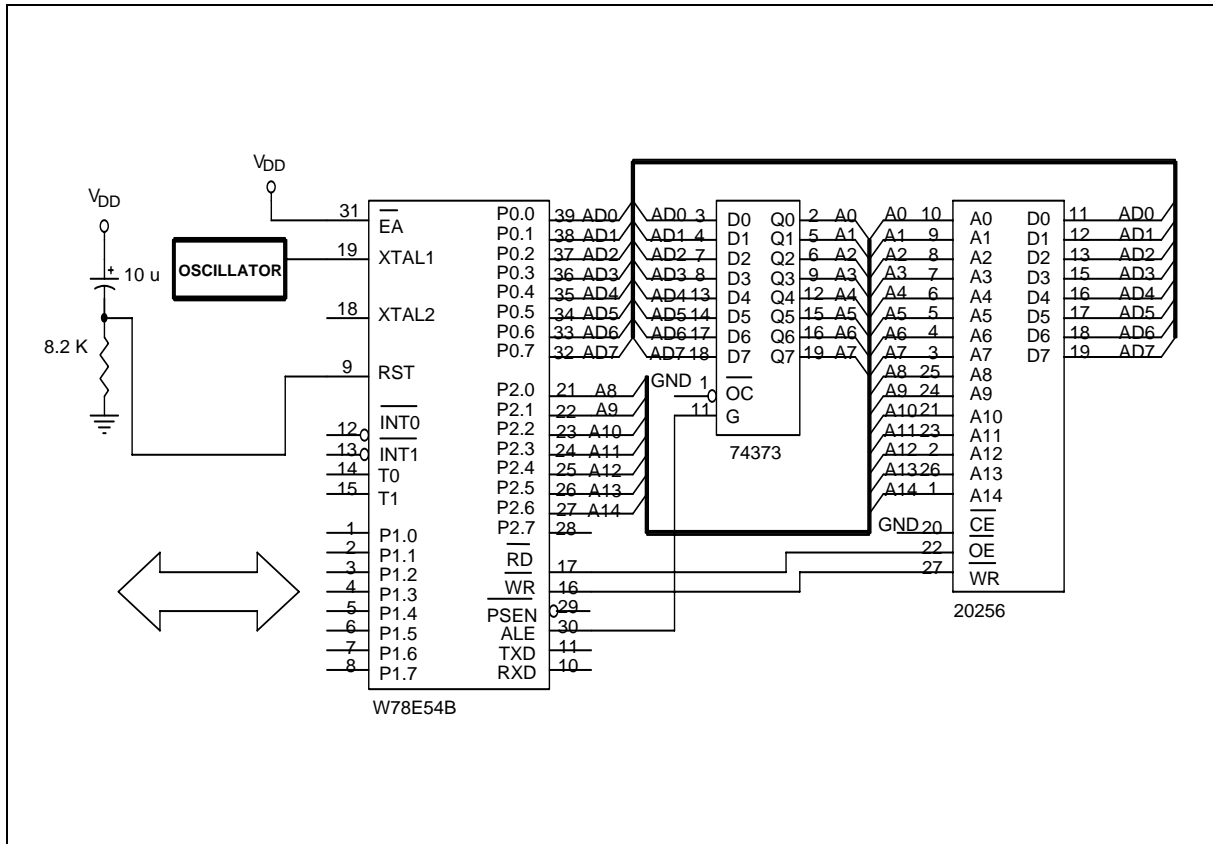 VDD
VDD
10 u
8.2 K
OSCILLATOR
31 EA
19 XTAL1
18 XTAL2
9 RST
12 INT0
13 INT1
14 T0
15 T1
1 P1.0
2 P1.1
3 P1.2
4 P1.3
5 P1.4
6 P1.5
7 P1.6
8 P1.7
P0.0 39 AD0
P0.1 38 AD1
P0.2 37 AD2
P0.3 36 AD3
P0.4 35 AD4
P0.5 34 AD5
P0.6 33 AD6
P0.7 32 AD7
P2.0 21 A8
P2.1 22 A9
P2.2 23 A10
P2.3 24 A11
P2.4 25 A12
P2.5 26 A13
P2.6 27 A14
P2.7 28
RD 17
WR 16
PSEN 29
ALE 30
TXD 11
RXD 10
W78E54B
AD0 3 D0 Q0 2 A0
AD1 4 D1 Q1 5 A1
AD2 7 D2 Q2 6 A2
AD3 8 D3 Q3 9 A3
AD4 13 D4 Q4 12 A4
AD5 14 D5 Q5 15 A5
AD6 17 D6 Q6 16 A6
AD7 18 D7 Q7 19 A7
GND 1 OC
11 G
74373
A0 10 A0 D0 11 AD0
A1 9 A1 D1 12 AD1
A2 8 A2 D2 13 AD2
A3 7 A3 D3 15 AD3
A4 6 A4 D4 16 AD4
A5 5 A5 D5 17 AD5
A6 4 A6 D6 18 AD6
A7 3 A7 D7 19 AD7
A8 25 A8
A9 24 A9
A10 21 A10
A11 23 A11
A12 2 A12
A13 26 A13
A14 1 A14
GND 20 CE
22 OE
27 WR
20256